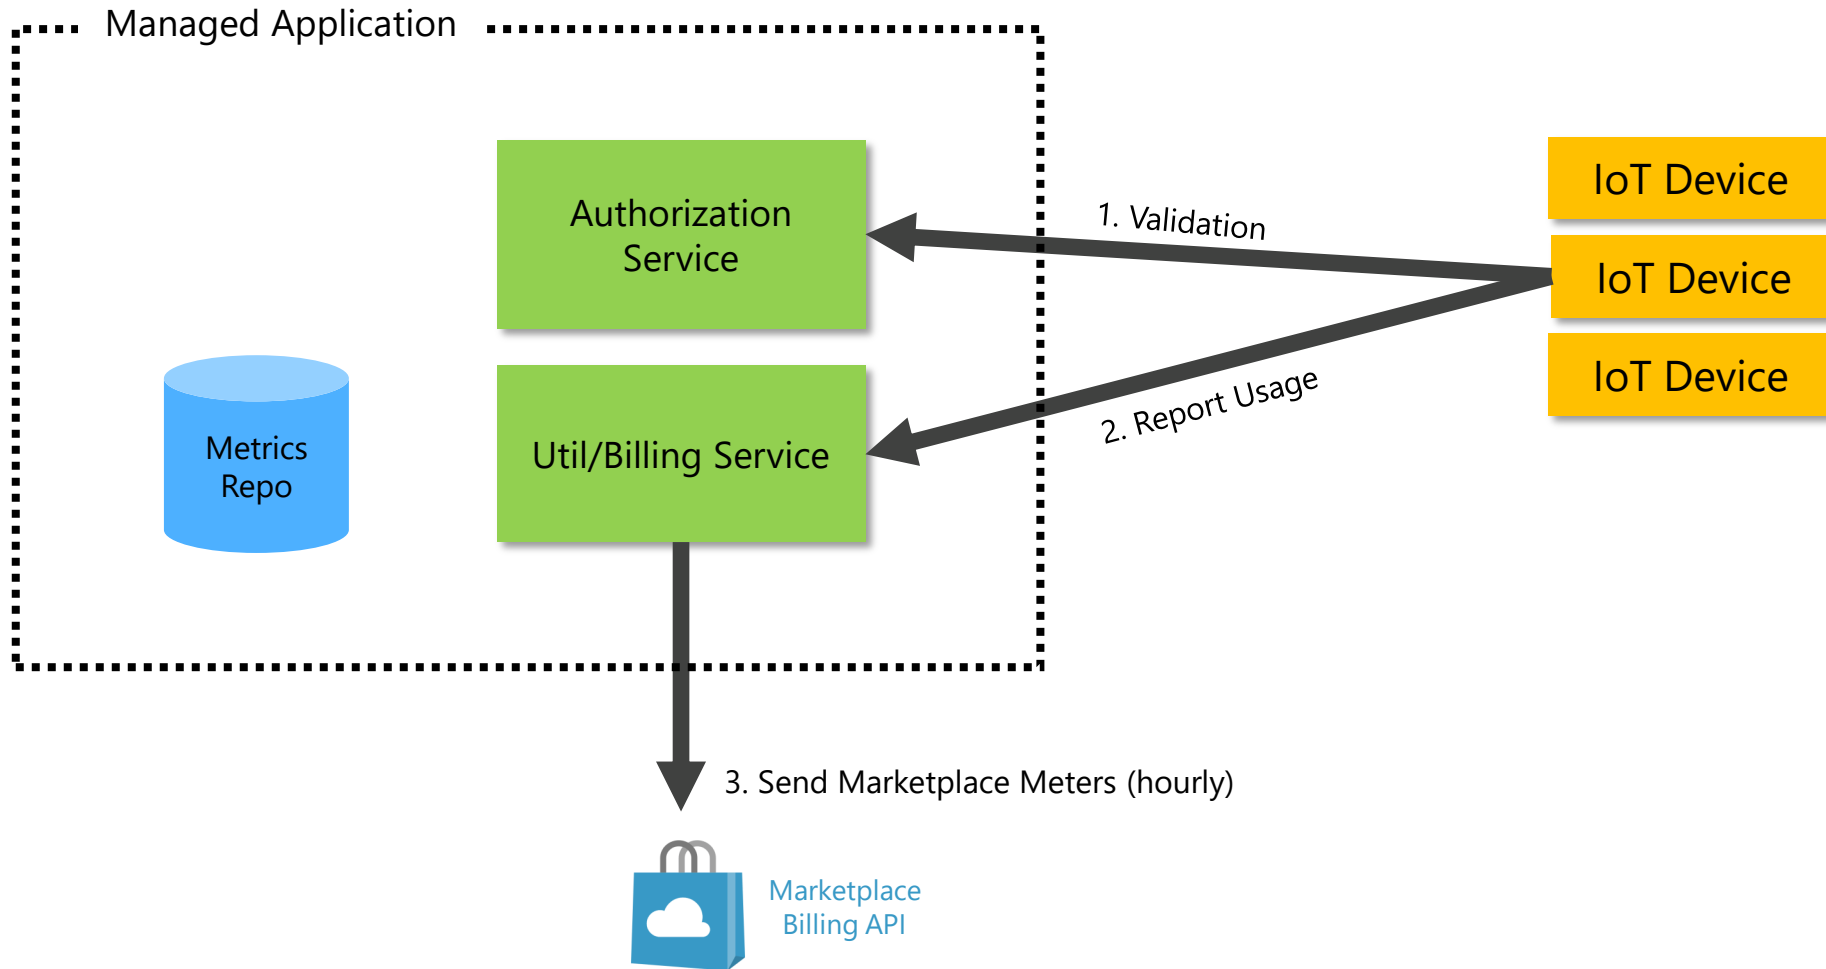 Managed Application
Authorization
Service
1. Validation
IoT Device
IoT Device
IoT Device
Metrics
Repo
Util/Billing Service
2. Report Usage
3. Send Marketplace Meters (hourly)
Marketplace
Billing API